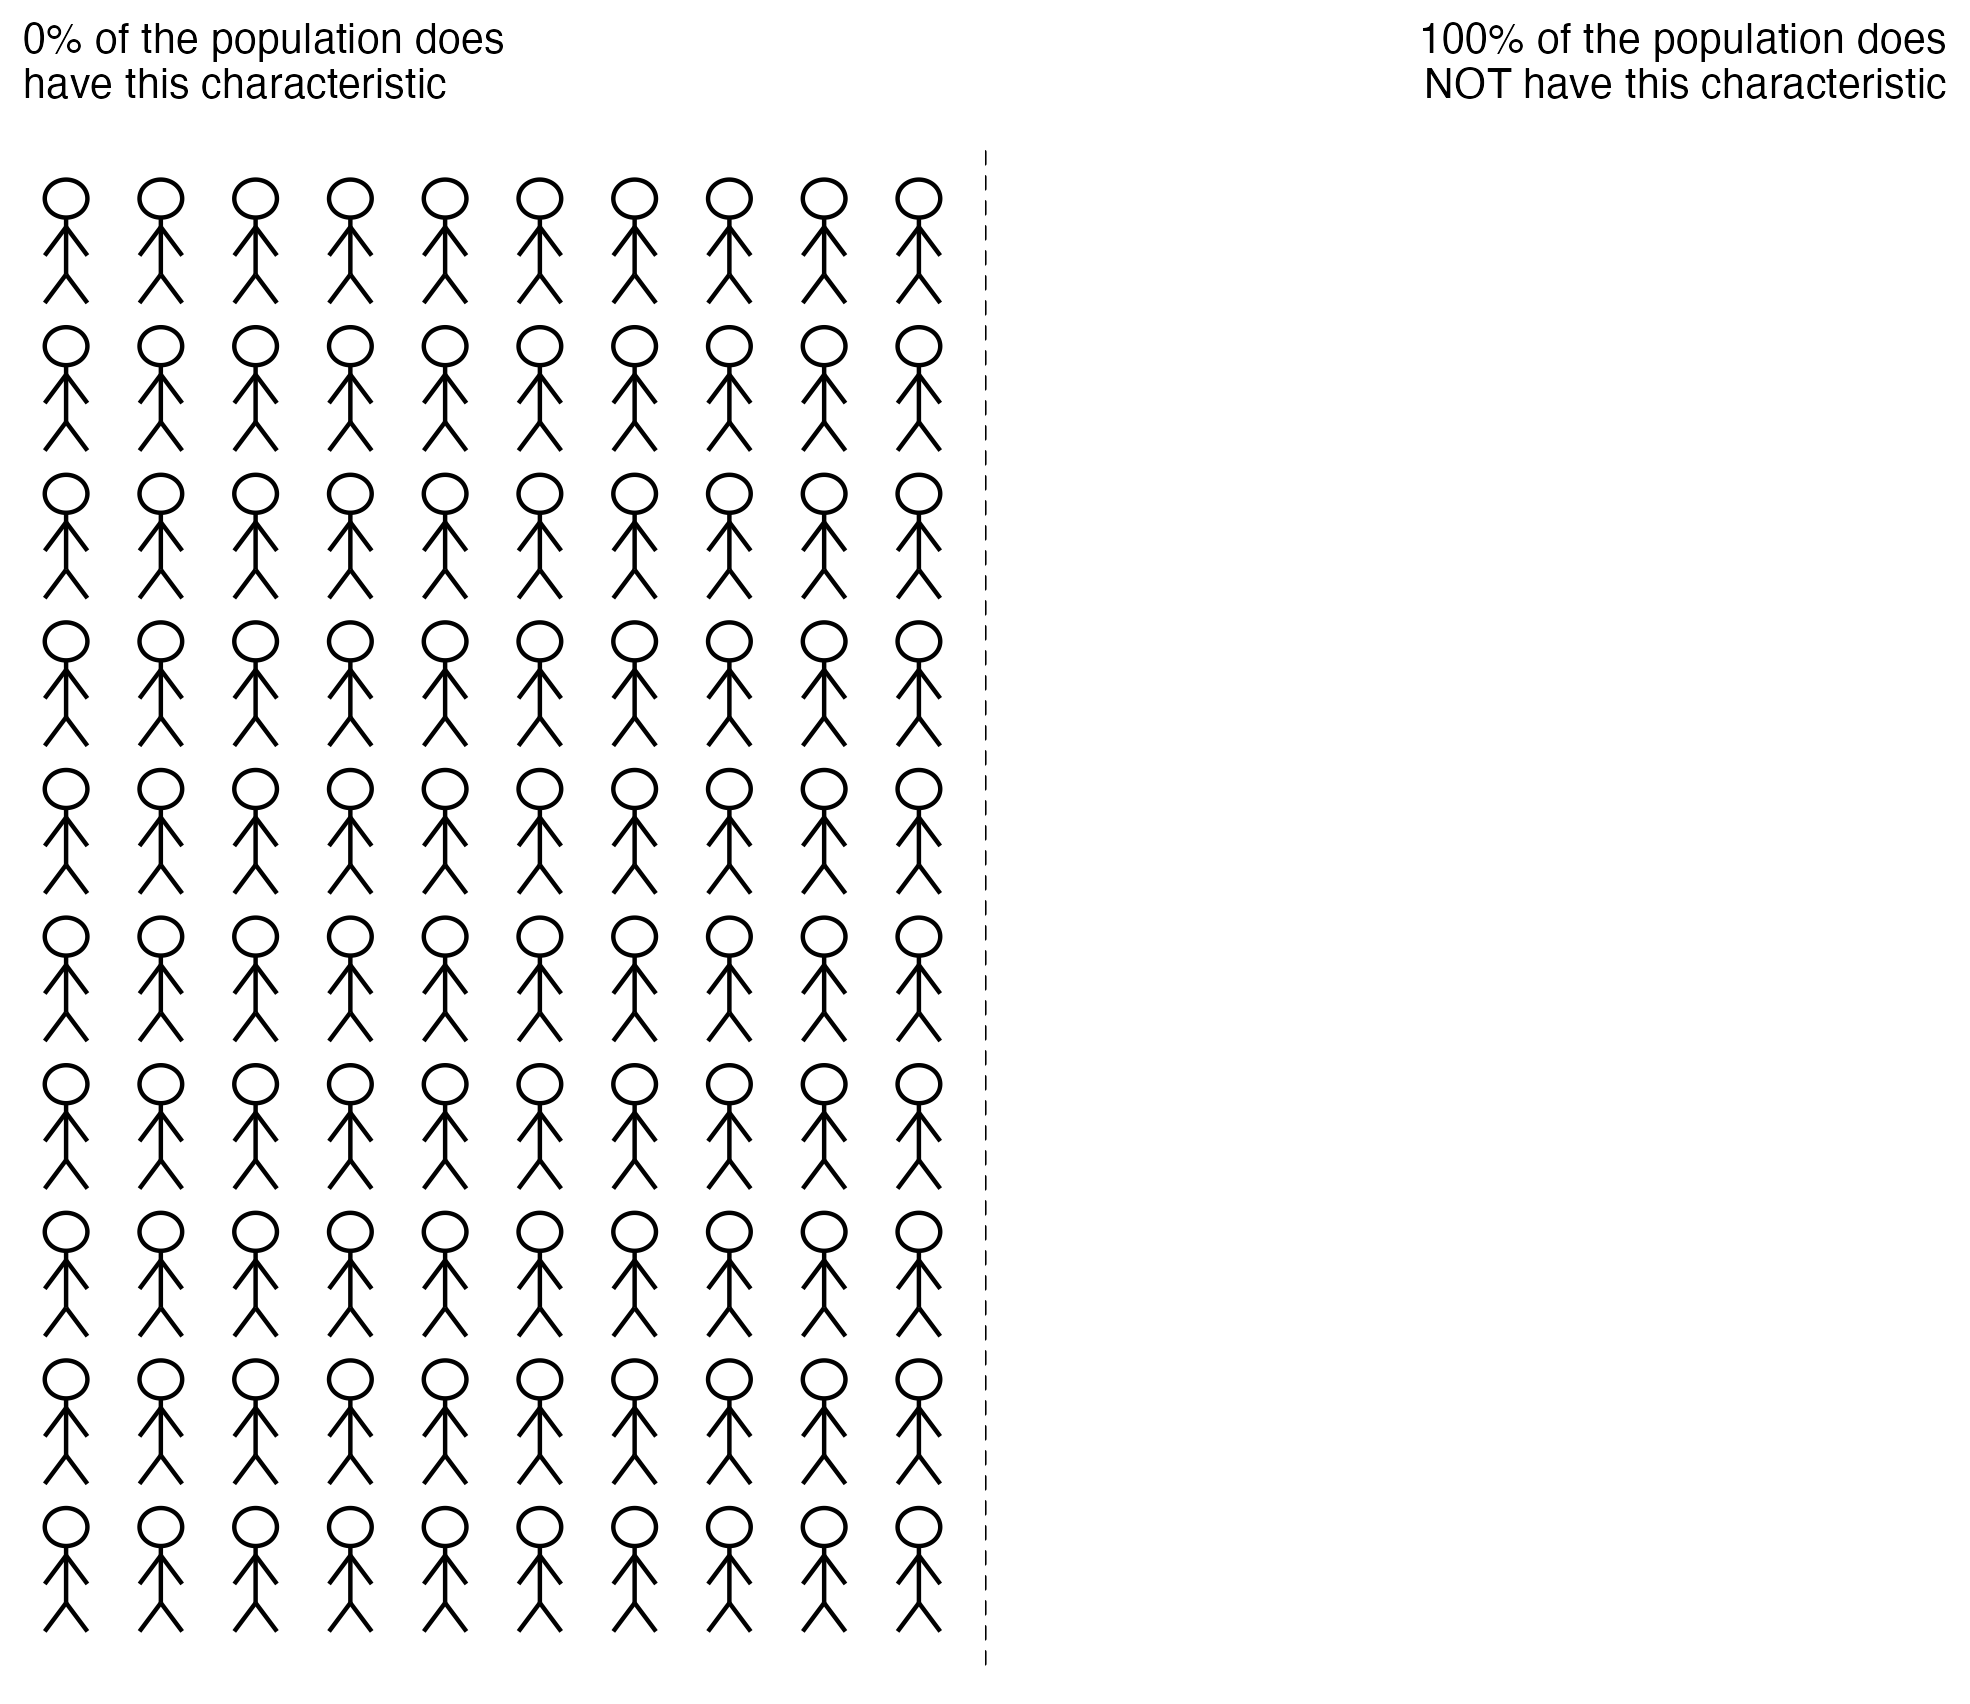 0% of the population does
have this characteristic
100% of the population does
NOT have this characteristic